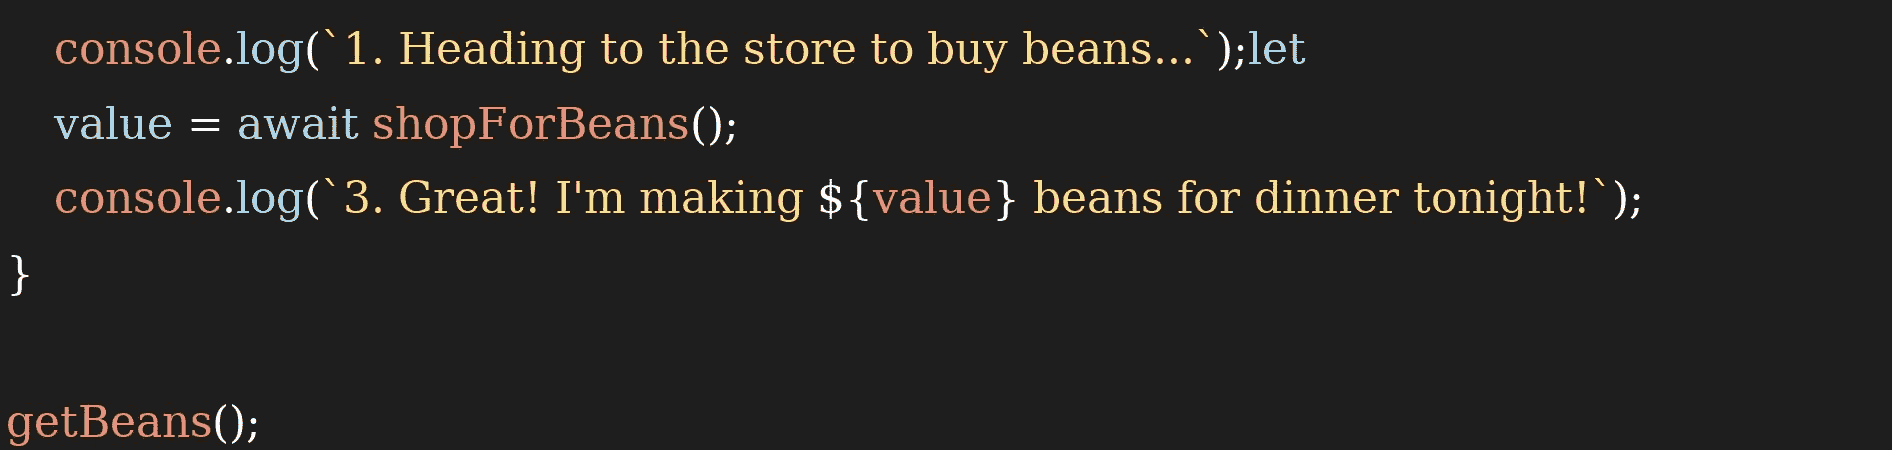 console.log(`1. Heading to the store to buy beans...`);let
value = await shopForBeans();
console.log(`3. Great! I'm making ${value} beans for dinner tonight!`);
}
getBeans();